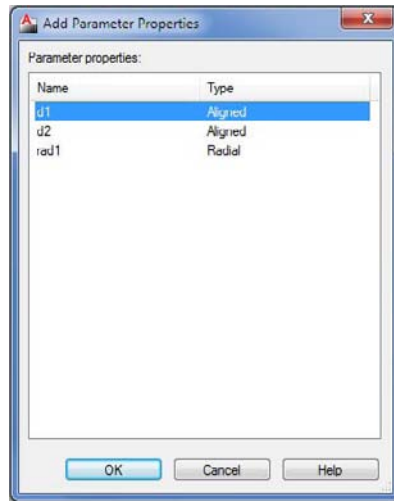 Add Parameter Properties
Parameter properties:
Name Type
d1 Aligned
d2 Aligned
rad1 Radial
OK Cancel Help